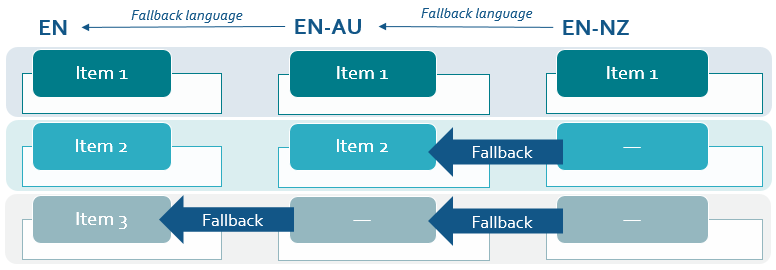 EN Fallback language EN-AU Fallback language EN-NZ
Item 1 Item 1 Item 1
Item 2 Item 2 Fallback —
Item 3 Fallback — Fallback —